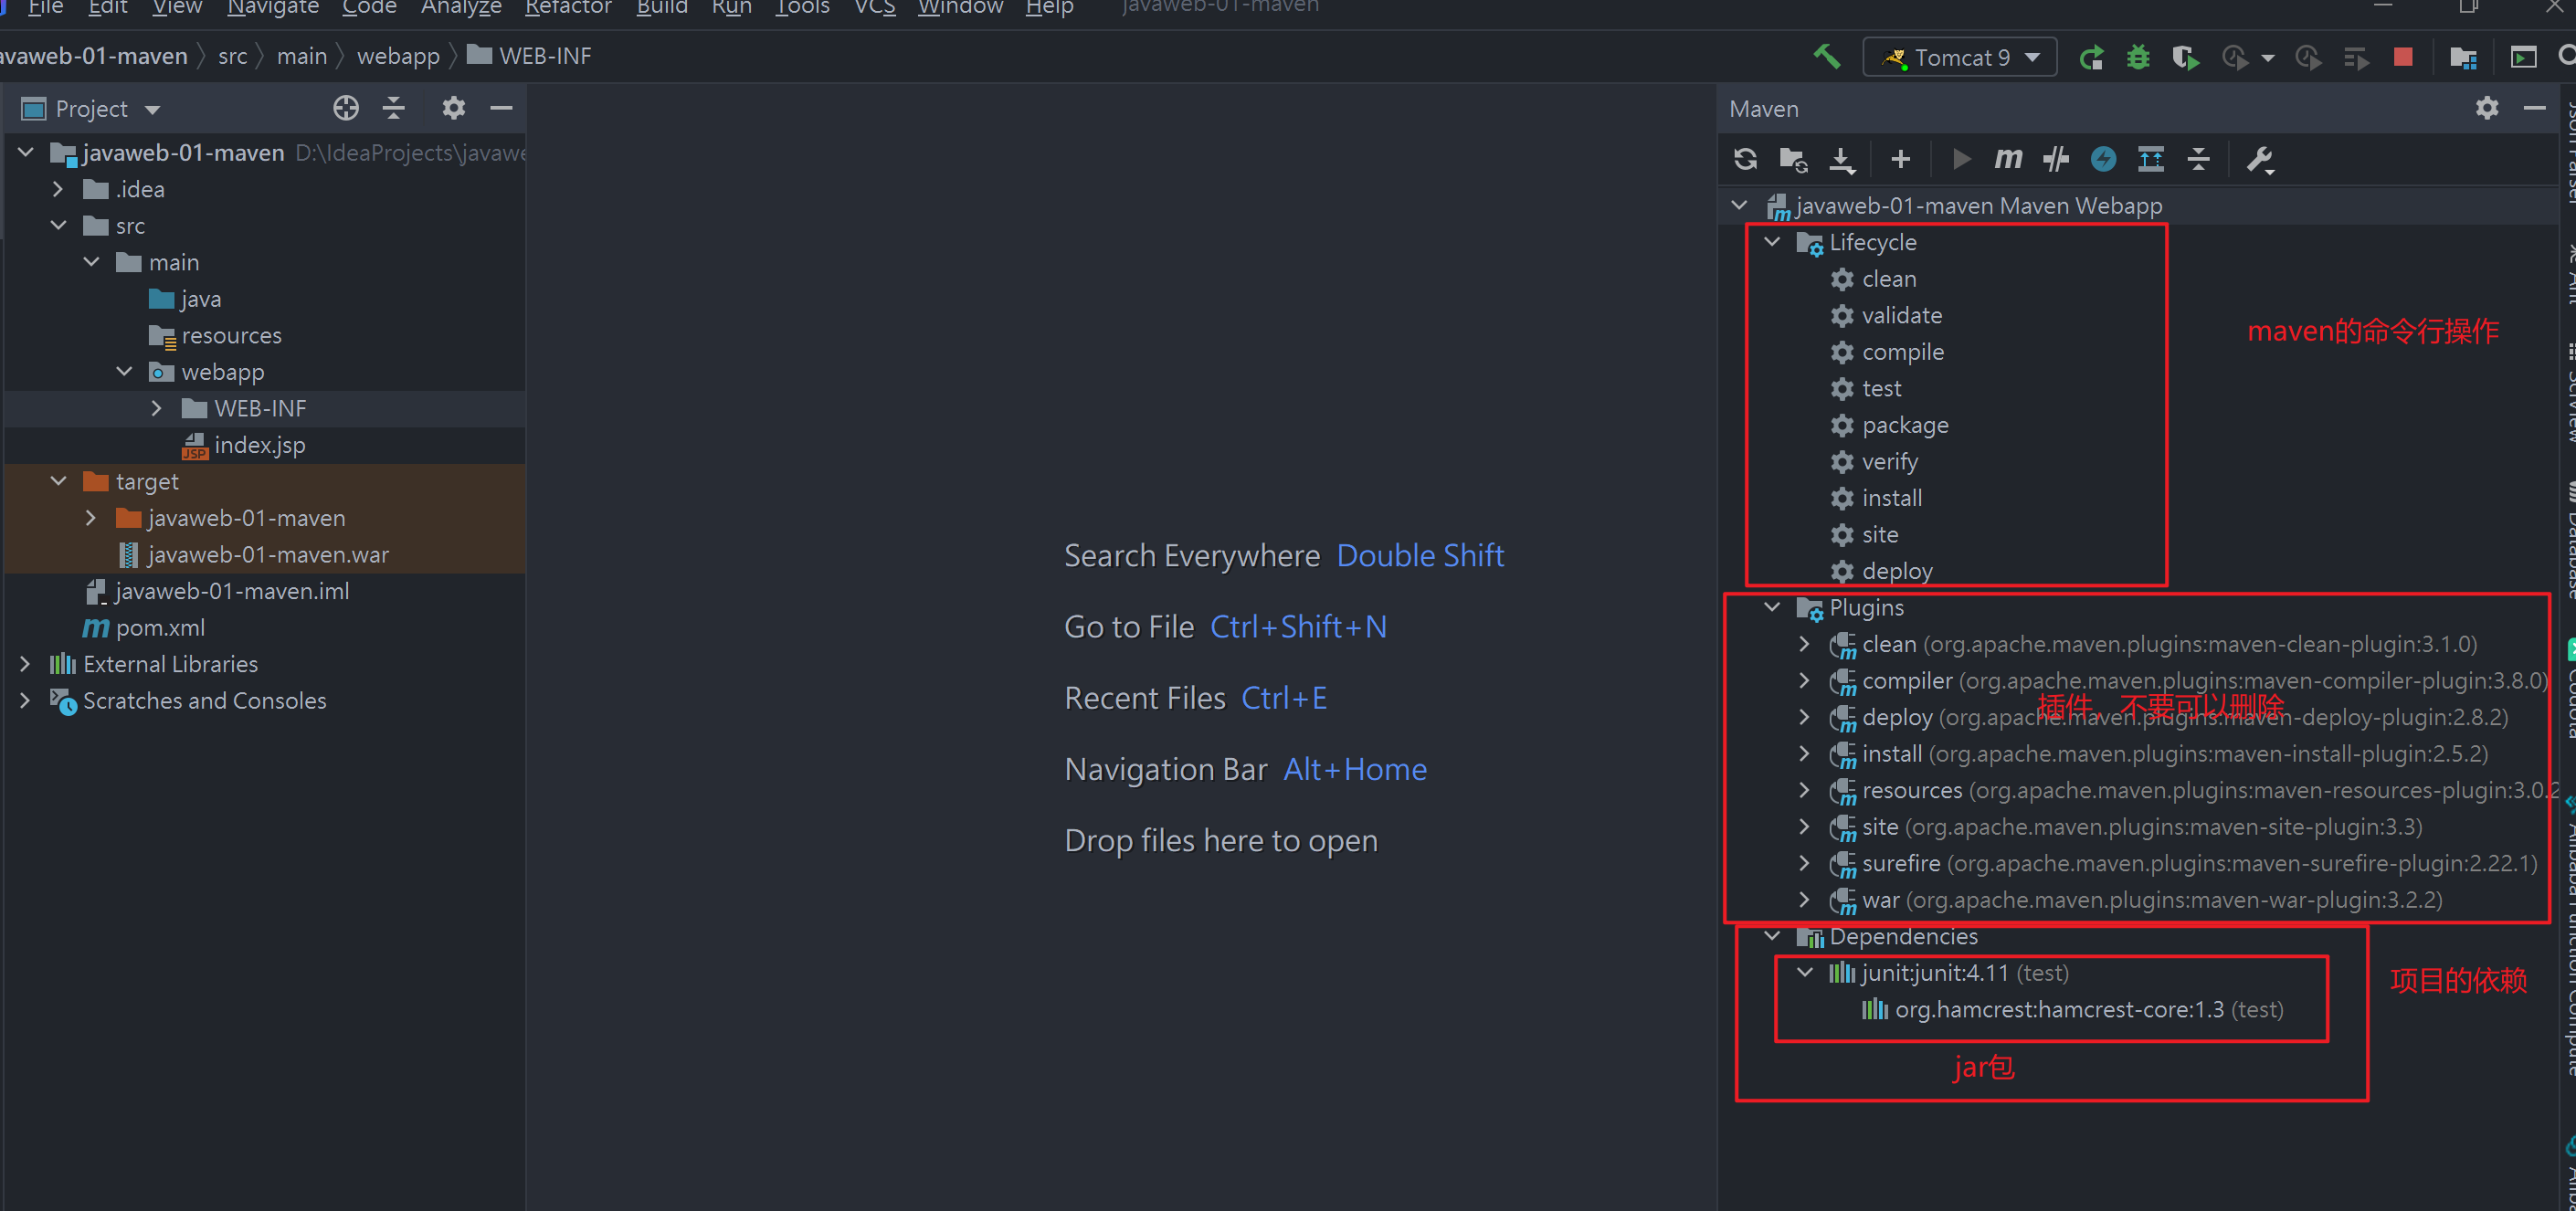 File Edit View Navigate Code Analyze Refactor Build Run Tools VCS Window Help javaweb-01-maven
avaweb-01-maven src main webapp WEB-INF
Tomcat 9
Project
javaweb-01-maven D:\IdeaProjects\javawe
.idea
src
main
java
resources
webapp
WEB-INF
index.jsp
target
javaweb-01-maven
javaweb-01-maven.war
javaweb-01-maven.iml
pom.xml
External Libraries
Scratches and Consoles
Search Everywhere Double Shift
Go to File Ctrl+Shift+N
Recent Files Ctrl+E
Navigation Bar Alt+Home
Drop files here to open
Maven
javaweb-01-maven Maven Webapp
Lifecycle
clean
validate
compile
test
package
verify
install
site
deploy
maven的命令行操作
Plugins
clean (org.apache.maven.plugins:maven-clean-plugin:3.1.0)
compiler (org.apache.maven.plugins:maven-compiler-plugin:3.8.0)
插件，不要可以删除
deploy (org.apache.maven.plugins:maven-deploy-plugin:2.8.2)
install (org.apache.maven.plugins:maven-install-plugin:2.5.2)
resources (org.apache.maven.plugins:maven-resources-plugin:3.0.2
site (org.apache.maven.plugins:maven-site-plugin:3.3)
surefire (org.apache.maven.plugins:maven-surefire-plugin:2.22.1)
war (org.apache.maven.plugins:maven-war-plugin:3.2.2)
Dependencies
junit:junit:4.11 (test)
org.hamcrest:hamcrest-core:1.3 (test)
项目的依赖
jar包
Json Parser
Ant
SciView
Database
Codota
Alibaba Function Compute